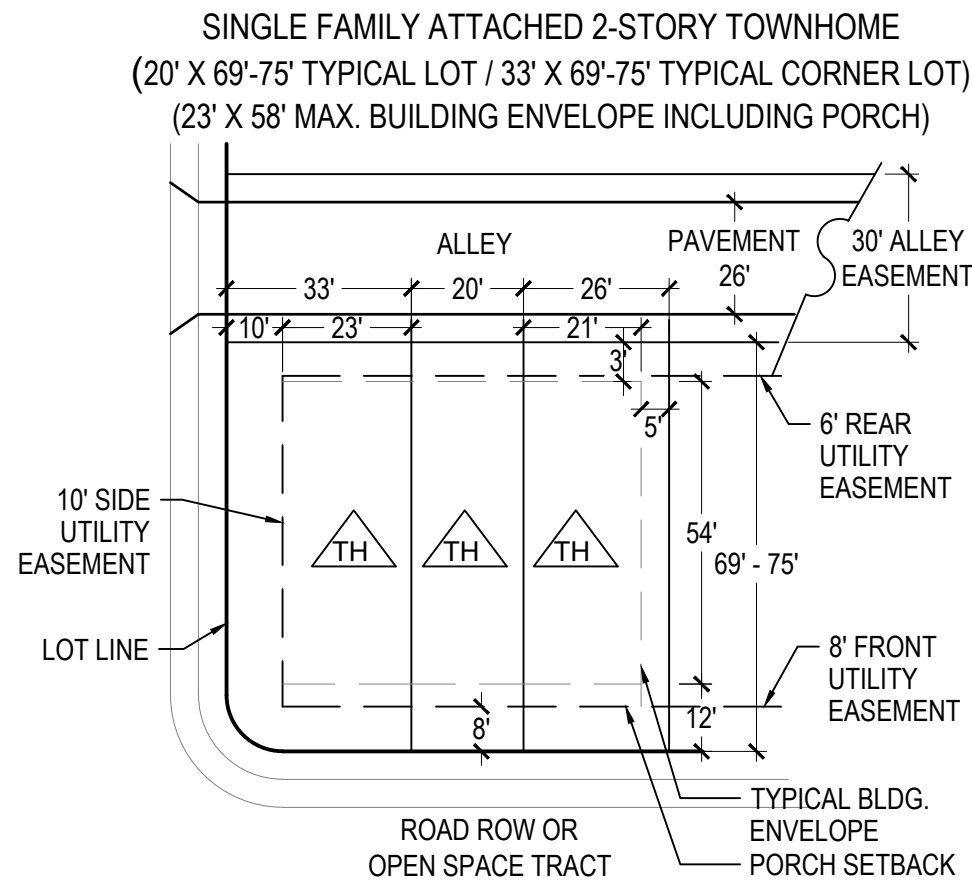 SINGLE FAMILY ATTACHED 2-STORY TOWNHOME
(20' X 69'-75' TYPICAL LOT / 33' X 69'-75' TYPICAL CORNER LOT)
(23' X 58' MAX. BUILDING ENVELOPE INCLUDING PORCH)
ALLEY
PAVEMENT
26'
30' ALLEY
EASEMENT
33'
20'
26'
10'
23'
21'
3'
5'
6' REAR
UTILITY
EASEMENT
10' SIDE
UTILITY
EASEMENT
TH
TH
TH
54'
69' - 75'
LOT LINE
8' FRONT
UTILITY
EASEMENT
8'
12'
TYPICAL BLDG.
ENVELOPE
PORCH SETBACK
ROAD ROW OR
OPEN SPACE TRACT